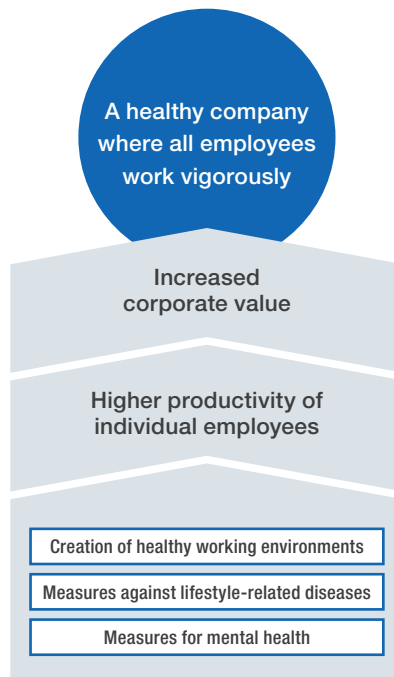 A healthy company
where all employees
work vigorously
Increased
corporate value
Higher productivity of
individual employees
Creation of healthy working environments
Measures against lifestyle-related diseases
Measures for mental health